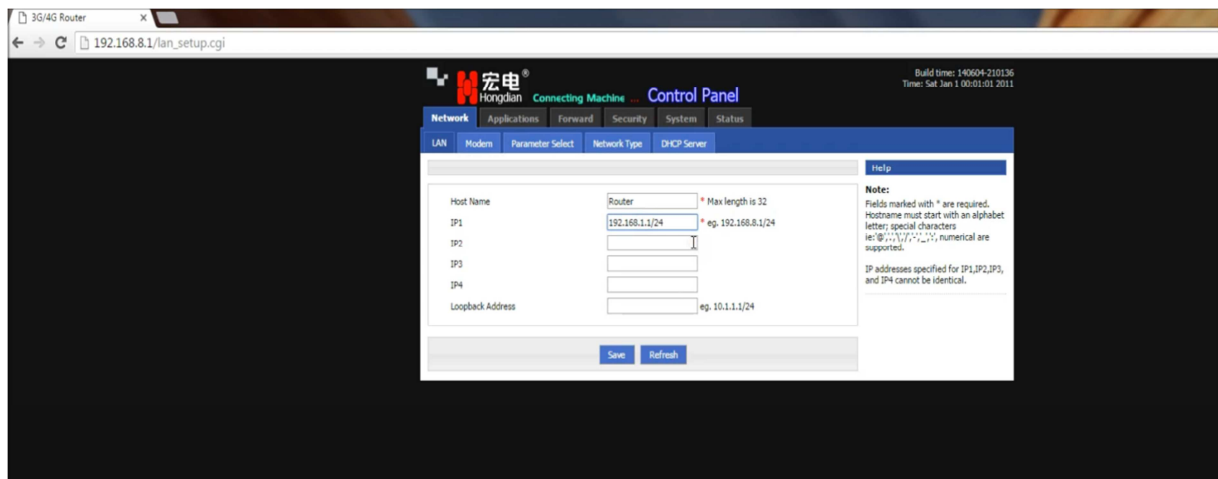 3G/4G Router
192.168.8.1/lan_setup.cgi
宏电®
Hongdian Connecting Machine ... Control Panel
Build time: 140604-210136
Time: Sat Jan 1 00:01:01 2011
Network Applications Forward Security System Status
LAN Modem Parameter Select Network Type DHCP Server
Host Name Router * Max length is 32
IP1 192.168.1.1/24 * eg. 192.168.8.1/24
IP2
IP3
IP4
Loopback Address eg. 10.1.1.1/24
Save Refresh
Help
Note:
Fields marked with * are required.
Hostname must start with an alphabet
letter; special characters
numerical are
supported.
IP addresses specified for IP1,IP2,IP3,
and IP4 cannot be identical.